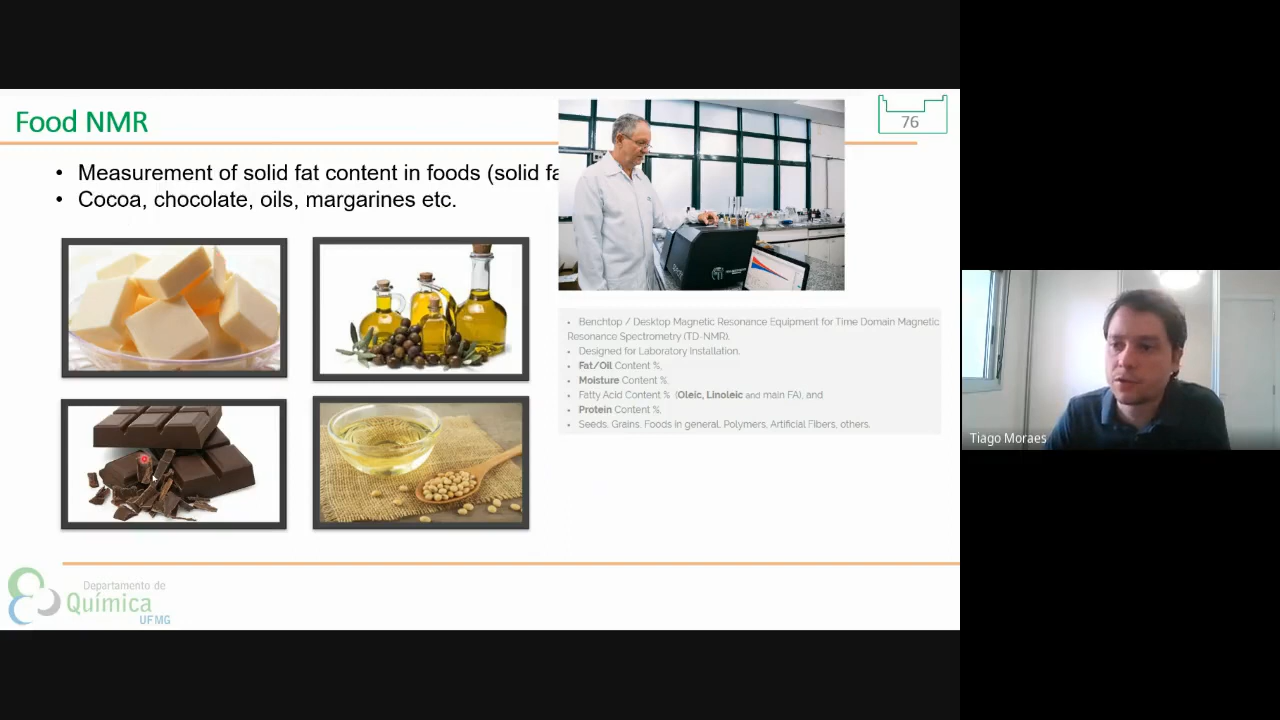 Food NMR
76
• Measurement of solid fat content in foods (solid fa
• Cocoa, chocolate, oils, margarines etc.
• Benchtop / Desktop Magnetic Resonance Equipment for Time Domain Magnetic
Resonance Spectrometry (TD-NMR),
• Designed for Laboratory Installation,
• Fat/Oil Content %,
• Moisture Content %,
• Fatty Acid Content % (Oleic, Linoleic and main FA), and
• Protein Content %,
• Seeds, Grains, Foods in general, Polymers, Artificial Fibers, others.
Tiago Moraes
Departamento de
Química
UFMG